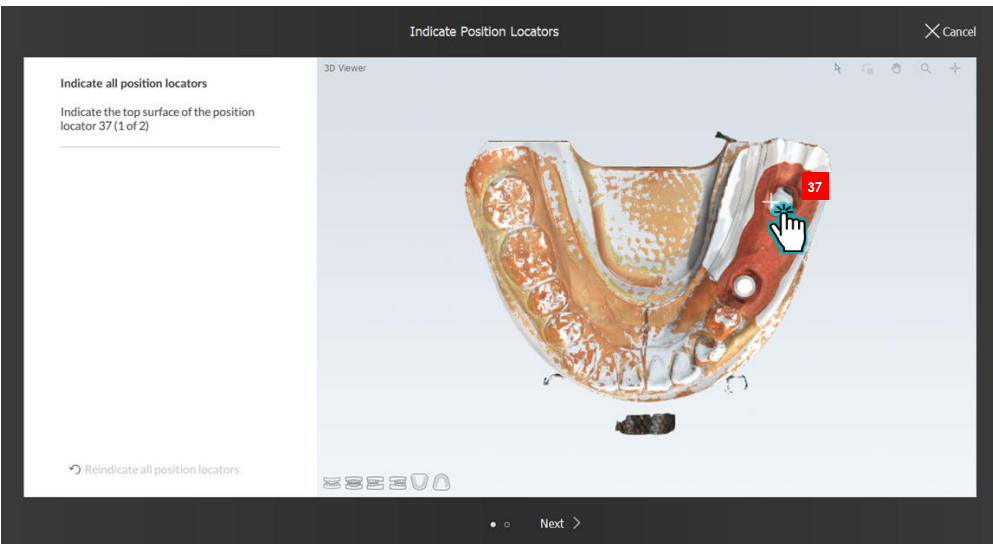 Indicate Position Locators
Cancel
Indicate all position locators
Indicate the top surface of the position
locator 37 (1 of 2)
3D Viewer
37
Reindicate all position locators
Next